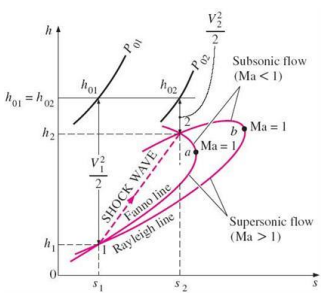 h
P01
P02
V₂²
2
Subsonic flow
(Ma < 1)
h01
h02
h01 = h02
h2
2
b
Ma = 1
a
Ma = 1
V₁²
2
SHOCK WAVE
Fanno line
Rayleigh line
Supersonic flow
(Ma > 1)
h1
1
0
s1
s2
s